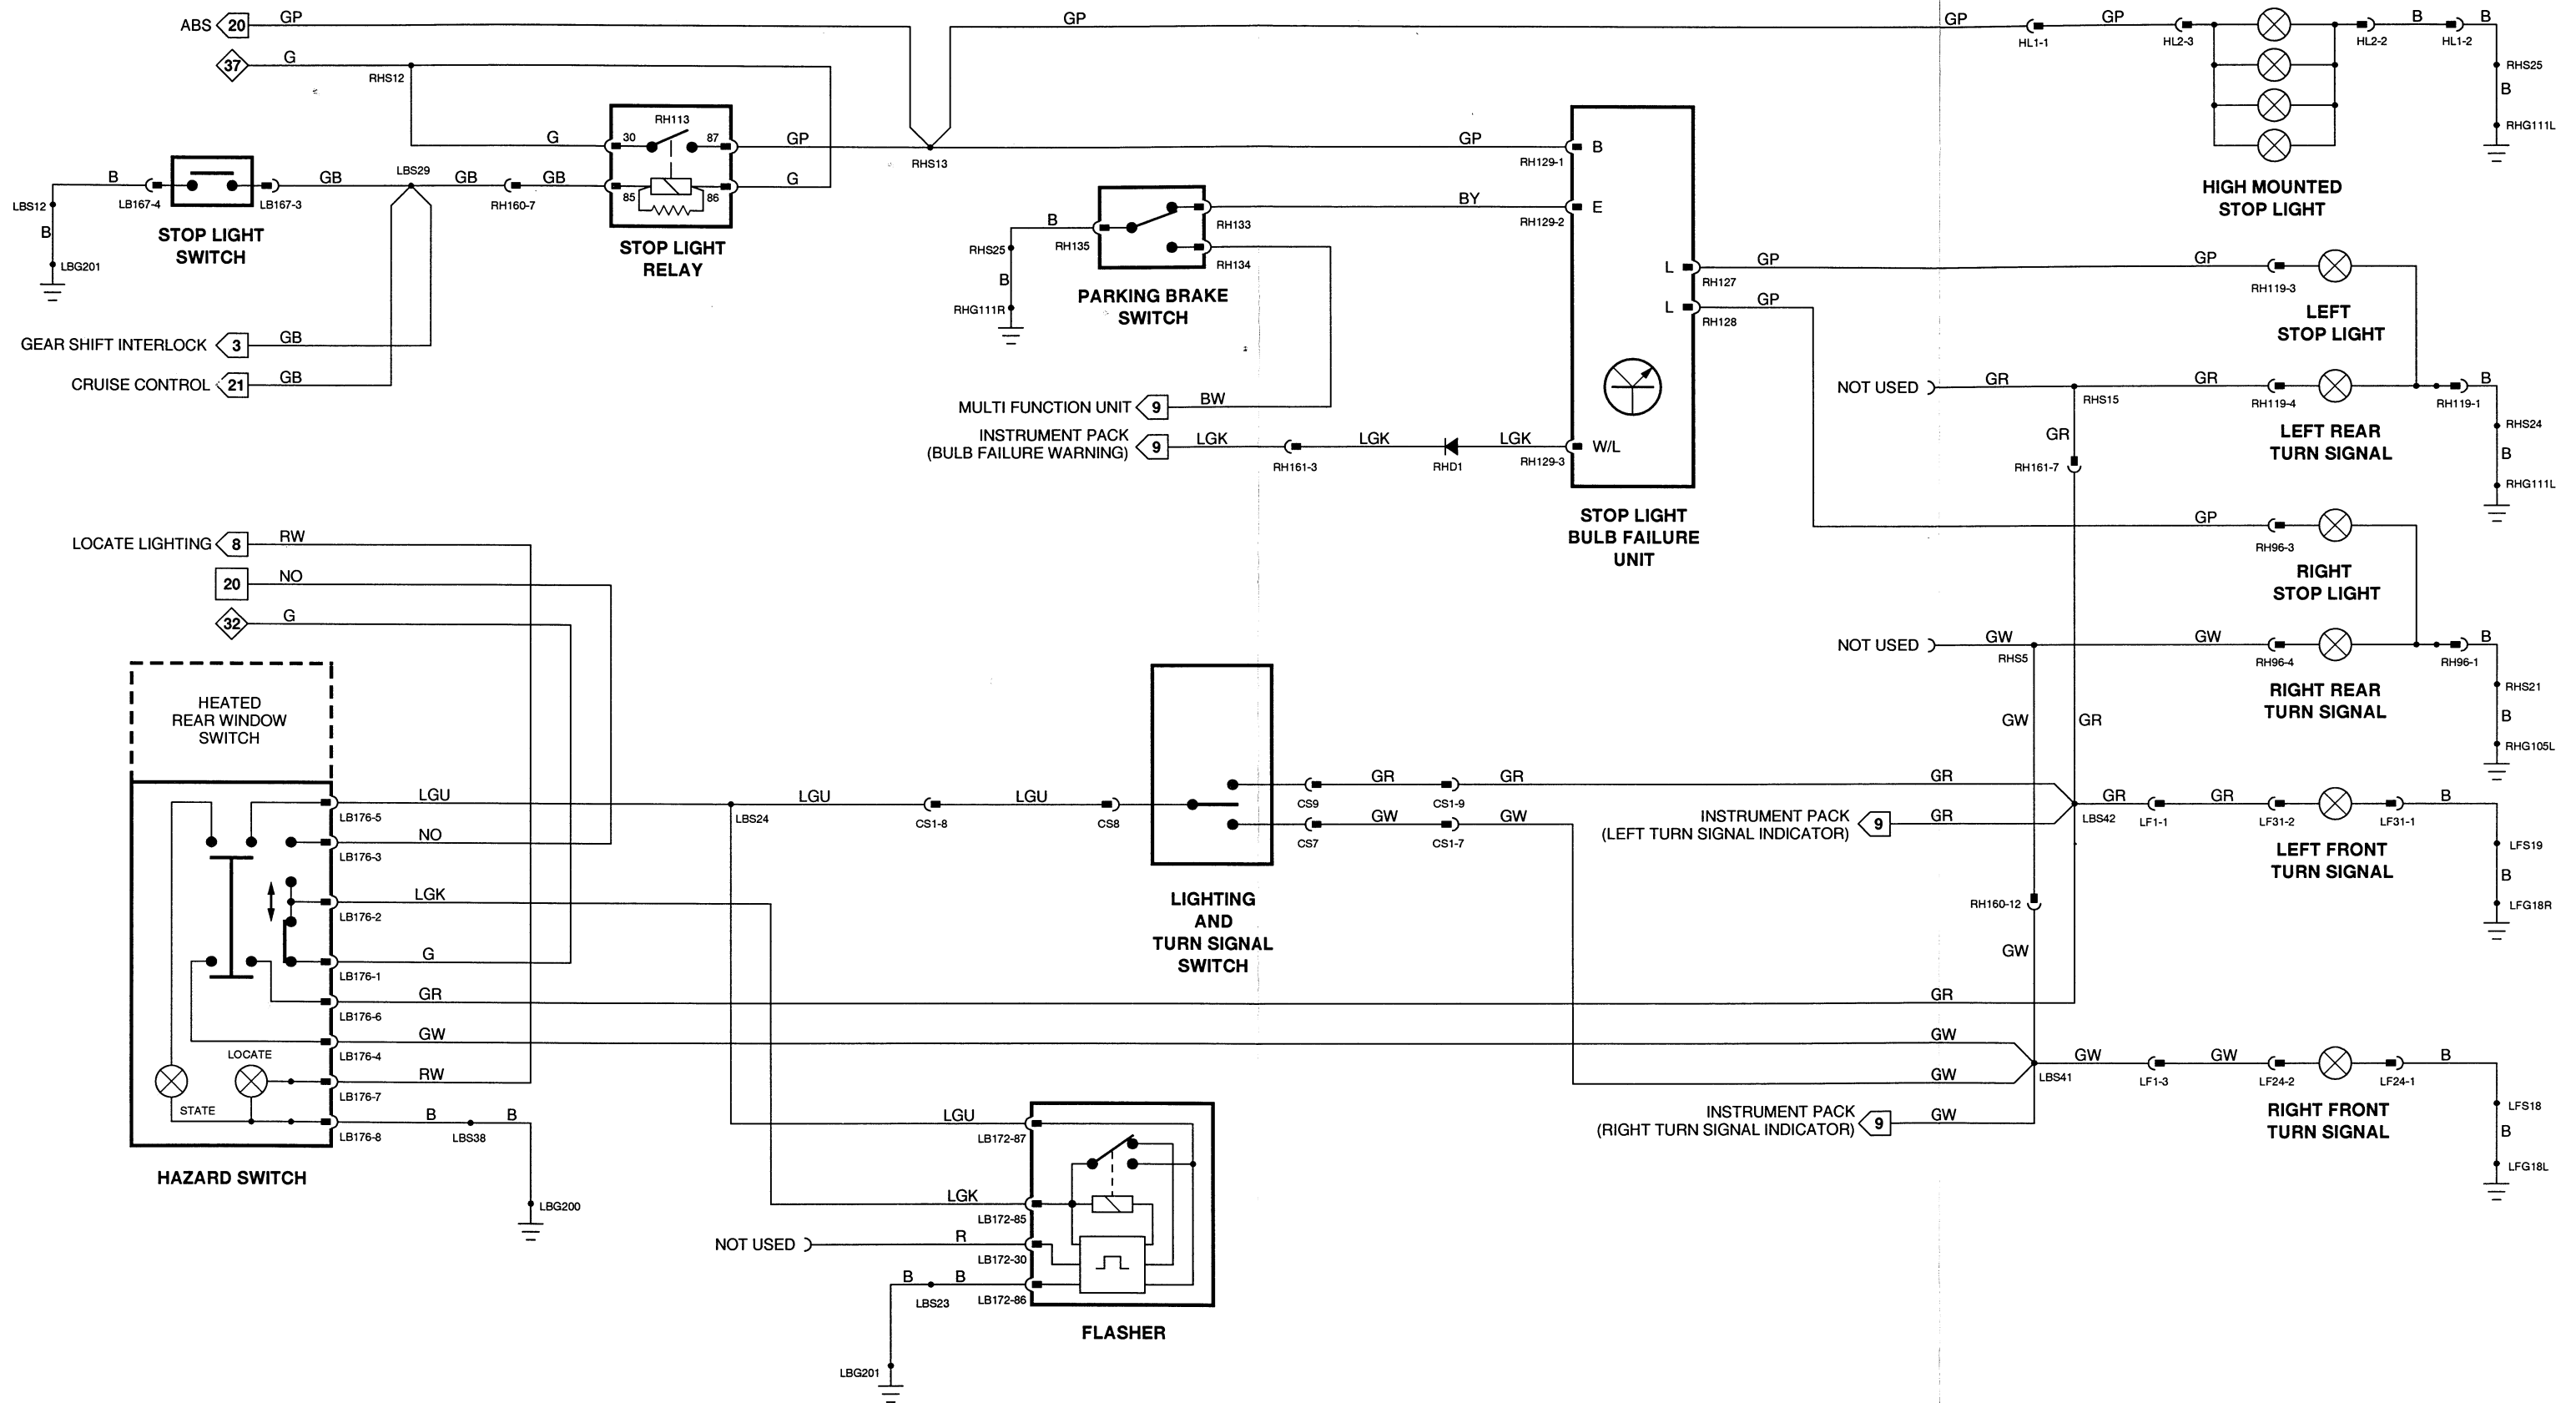 ABS 20 GP GP GP GP B B
HL1-1 HL2-3 HL2-2 HL1-2
37 G
RHS12
RHS25
B
RHG111L
HIGH MOUNTED
STOP LIGHT
RH113
30 87
G GP GP
RHS13
RH129-1 B
B LBS29
GB GB GB G
LB167-4 LB167-3 RH160-7
85 86
LBS12
B
LBG201
STOP LIGHT
SWITCH
STOP LIGHT
RELAY
BY
RH129-2 E
B
RH135 RH133
RHS25 RH134
B
RHG111R
PARKING BRAKE
SWITCH
L GP GP
RH127 RH119-3
L GP
RH128
LEFT
STOP LIGHT
GEAR SHIFT INTERLOCK 3 GB
CRUISE CONTROL 21 GB
NOT USED GR GR B
RHS15 RH119-4 RH119-1
RHS24
B
RHG111L
LEFT REAR
TURN SIGNAL
GR
RH161-7
MULTI FUNCTION UNIT 9 BW
INSTRUMENT PACK
(BULB FAILURE WARNING) 9 LGK LGK LGK W/L
RH161-3 RHD1 RH129-3
STOP LIGHT
BULB FAILURE
UNIT
GP
RH96-3
RIGHT
STOP LIGHT
LOCATE LIGHTING 8 RW
20 NO
32 G
NOT USED GW GW B
RHS5 RH96-4 RH96-1
RHS21
B
RHG105L
RIGHT REAR
TURN SIGNAL
GW GR
HEATED
REAR WINDOW
SWITCH
LGU LGU LGU
LB176-5 LBS24 CS1-8 CS8
GR GR GR
CS9 CS1-9
GW GW
CS7 CS1-7
LIGHTING
AND
TURN SIGNAL
SWITCH
INSTRUMENT PACK
(LEFT TURN SIGNAL INDICATOR) 9 GR
GR GR B
LBS42 LF1-1 LF31-2 LF31-1
LFS19
B
LFG18R
LEFT FRONT
TURN SIGNAL
NO
LB176-3
LGK
LB176-2
RH160-12
GW
G
LB176-1
GR GR
LB176-6
GW GW
LB176-4
LOCATE
RW GW
LB176-7
STATE
B B
LB176-8 LBS38
LBG200
HAZARD SWITCH
GW GW B
LBS41 LF1-3 LF24-2 LF24-1
LFS18
B
LFG18L
RIGHT FRONT
TURN SIGNAL
INSTRUMENT PACK
(RIGHT TURN SIGNAL INDICATOR) 9 GW
LGU
LB172-87
LGK
LB172-85
NOT USED R
LB172-30
B B
LBS23 LB172-86
LBG201
FLASHER